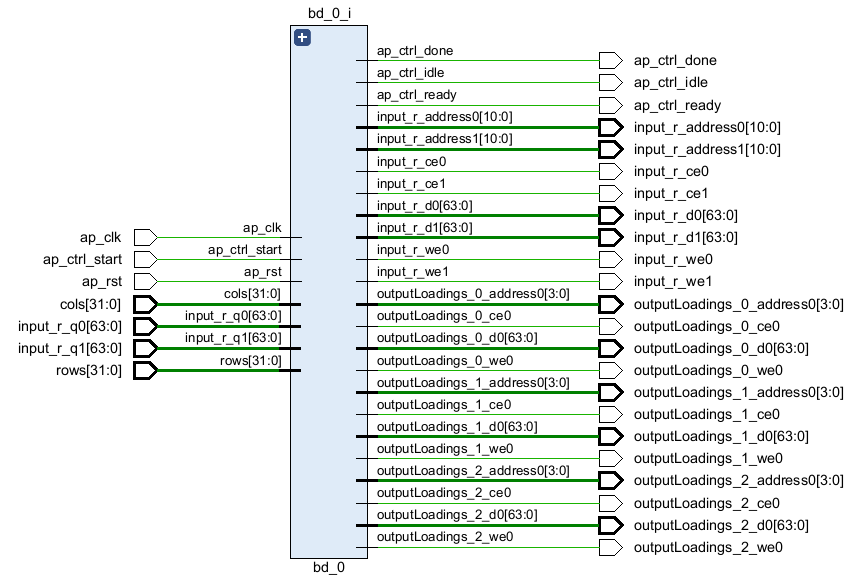 bd_0_i
ap_ctrl_done
ap_ctrl_done
ap_ctrl_idle
ap_ctrl_idle
ap_ctrl_ready
ap_ctrl_ready
input_r_address0[10:0]
input_r_address0[10:0]
input_r_address1[10:0]
input_r_address1[10:0]
input_r_ce0
input_r_ce0
input_r_ce1
input_r_ce1
input_r_d0[63:0]
input_r_d0[63:0]
input_r_d1[63:0]
input_r_d1[63:0]
ap_clk
ap_clk
input_r_we0
input_r_we0
ap_ctrl_start
ap_ctrl_start
input_r_we1
input_r_we1
ap_rst
ap_rst
outputLoadings_0_address0[3:0]
outputLoadings_0_address0[3:0]
cols[31:0]
cols[31:0]
outputLoadings_0_ce0
outputLoadings_0_ce0
input_r_q0[63:0]
input_r_q0[63:0]
outputLoadings_0_d0[63:0]
outputLoadings_0_d0[63:0]
input_r_q1[63:0]
input_r_q1[63:0]
outputLoadings_0_we0
outputLoadings_0_we0
rows[31:0]
rows[31:0]
outputLoadings_1_address0[3:0]
outputLoadings_1_address0[3:0]
outputLoadings_1_ce0
outputLoadings_1_ce0
outputLoadings_1_d0[63:0]
outputLoadings_1_d0[63:0]
outputLoadings_1_we0
outputLoadings_1_we0
outputLoadings_2_address0[3:0]
outputLoadings_2_address0[3:0]
outputLoadings_2_ce0
outputLoadings_2_ce0
outputLoadings_2_d0[63:0]
outputLoadings_2_d0[63:0]
outputLoadings_2_we0
outputLoadings_2_we0
bd_0